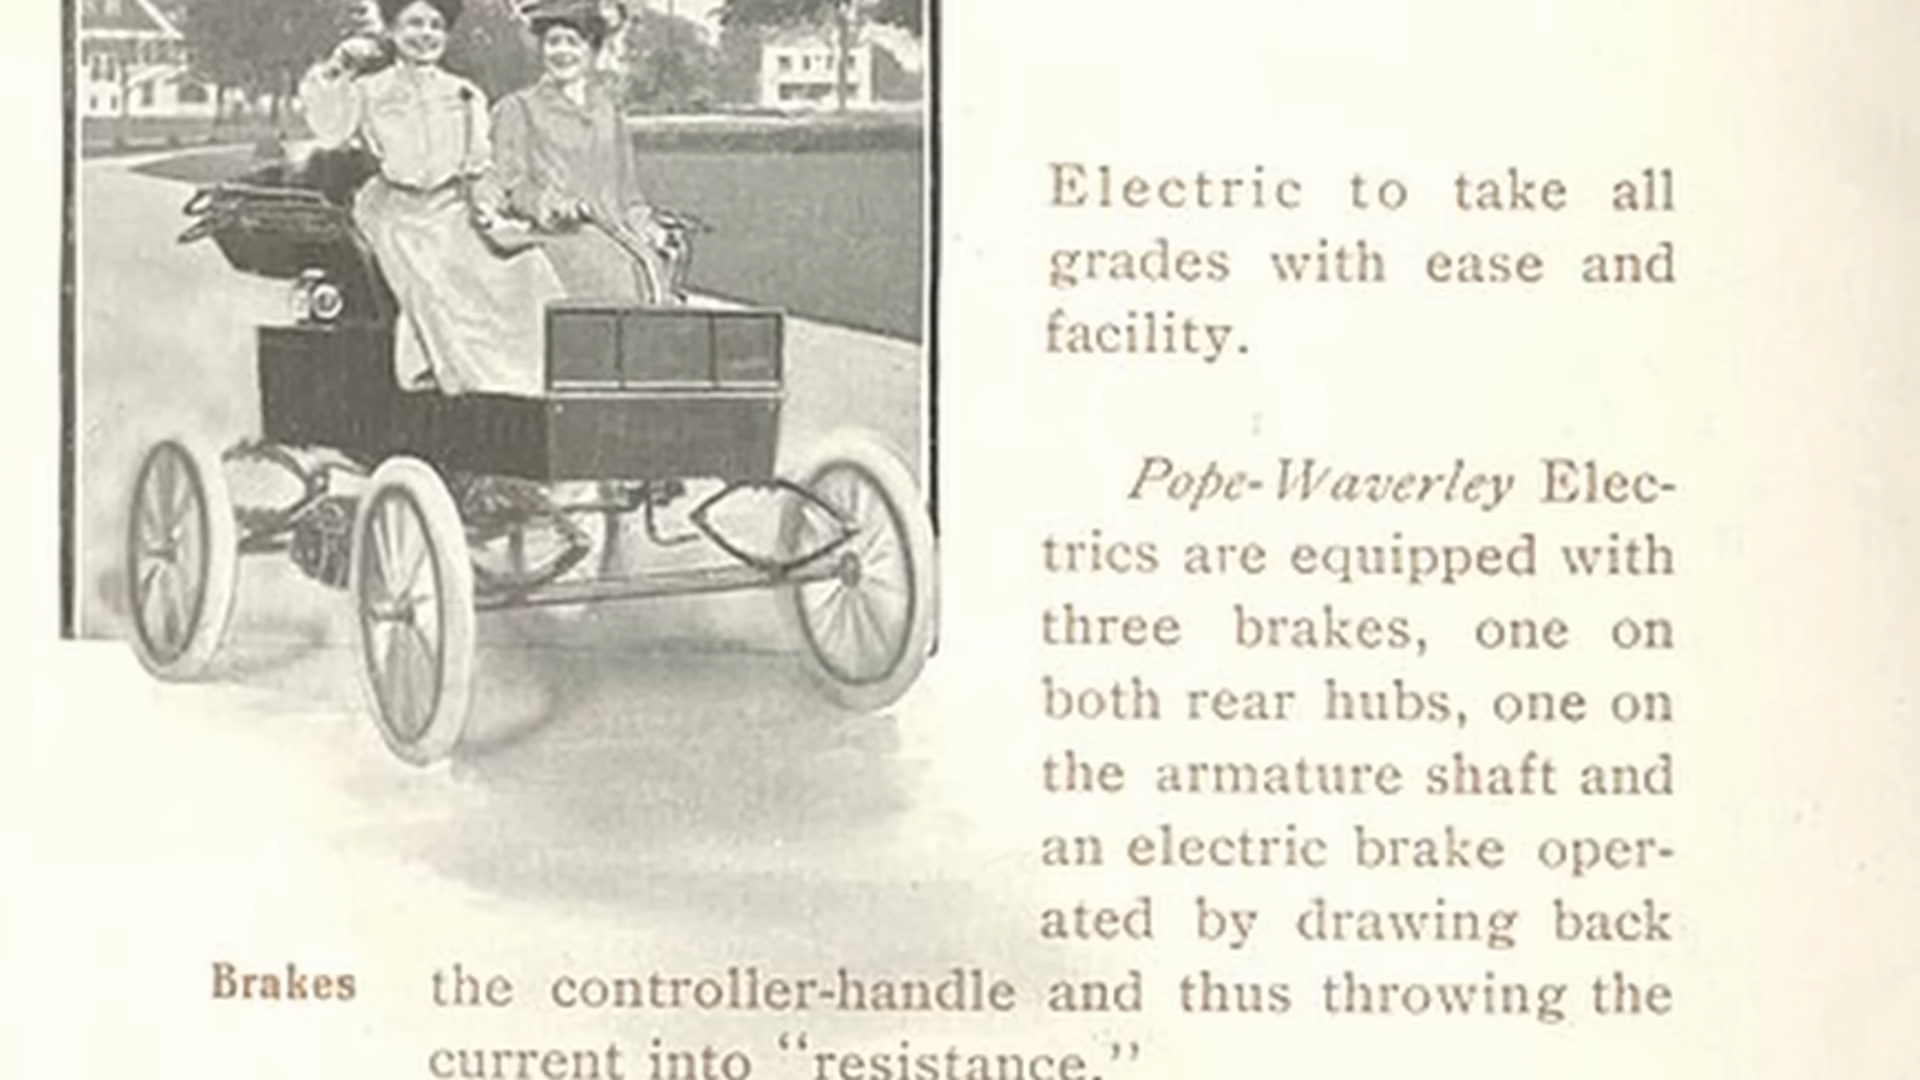 Electric to take all
grades with ease and
facility.
Pope-Waverley Elec-
trics are equipped with
three brakes, one on
both rear hubs, one on
the armature shaft and
an electric brake oper-
ated by drawing back
Brakes the controller-handle and thus throwing the
current into “resistance.”